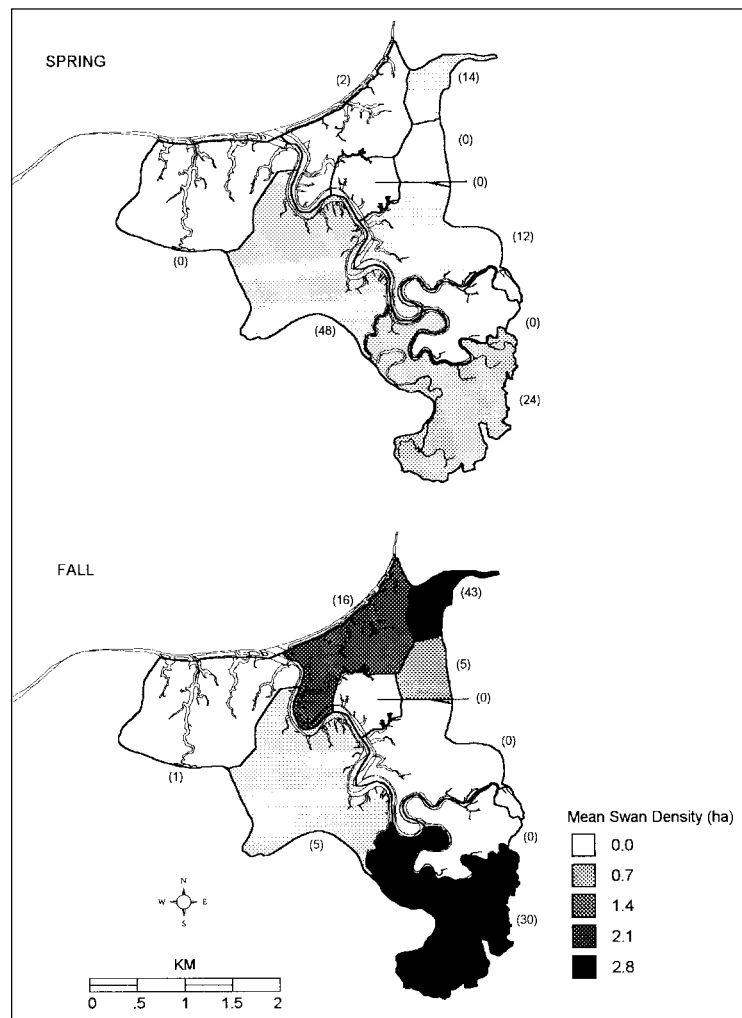 SPRING
(2)
(14)
(0)
(0)
(12)
(0)
(0)
(48)
(24)
FALL
(16)
(43)
(5)
(0)
(0)
(1)
(5)
(0)
(30)
Mean Swan Density (ha)
0.0
0.7
1.4
2.1
2.8
N
W E
S
KM
0 .5 1 1.5 2